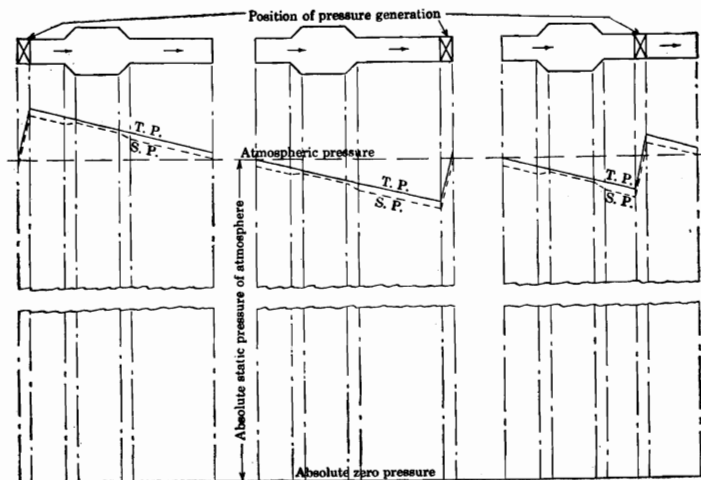 Position of pressure generation
T. P.
S. P.
Atmospheric pressure
T. P.
S. P.
T. P.
S. P.
Absolute static pressure of atmosphere
Absolute zero pressure